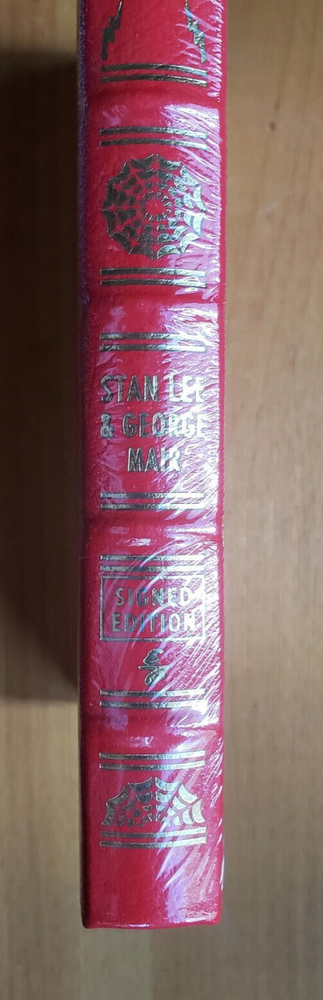 STAN LEE
& GEORGE
MAIR
SIGNED
EDITION